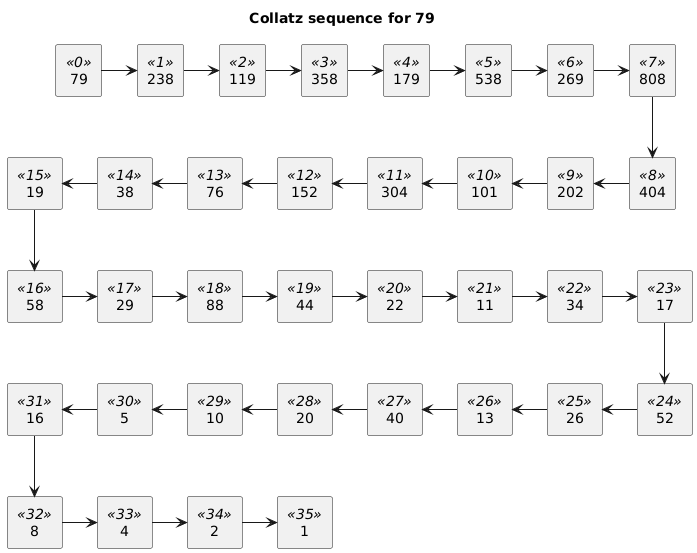 Collatz sequence for 79
«0» «1» «2» «3» «4» «5» «6» «7»
79 238 119 358 179 538 269 808
«15» «14» «13» «12» «11» «10» «9» «8»
19 38 76 152 304 101 202 404
«16» «17» «18» «19» «20» «21» «22» «23»
58 29 88 44 22 11 34 17
«31» «30» «29» «28» «27» «26» «25» «24»
16 5 10 20 40 13 26 52
«32» «33» «34» «35»
8 4 2 1